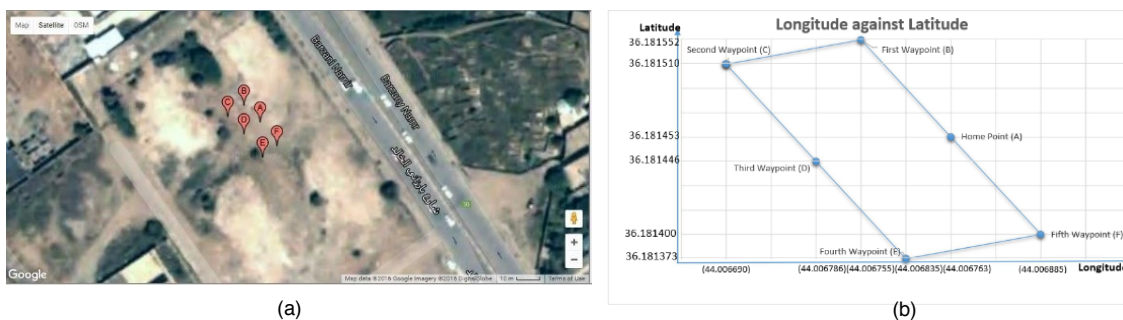 Map Satellite OSM
B
C
A
D
F
E
Barzani Namir
Barzany Namir
50
Google
Map data ©2016 Google Imagery ©2016 DigitalGlobe 10 m Terms of Use
(a)
Longitude against Latitude
Latitude
36.181552
36.181510
36.181453
36.181446
36.181400
36.181373
Second Waypoint (C)
First Waypoint (B)
Home Point (A)
Third Waypoint (D)
Fifth Waypoint (F)
Fourth Waypoint (E)
(44.006690) (44.006786) (44.006755) (44.006835) (44.006763) (44.006885) Longitude
(b)